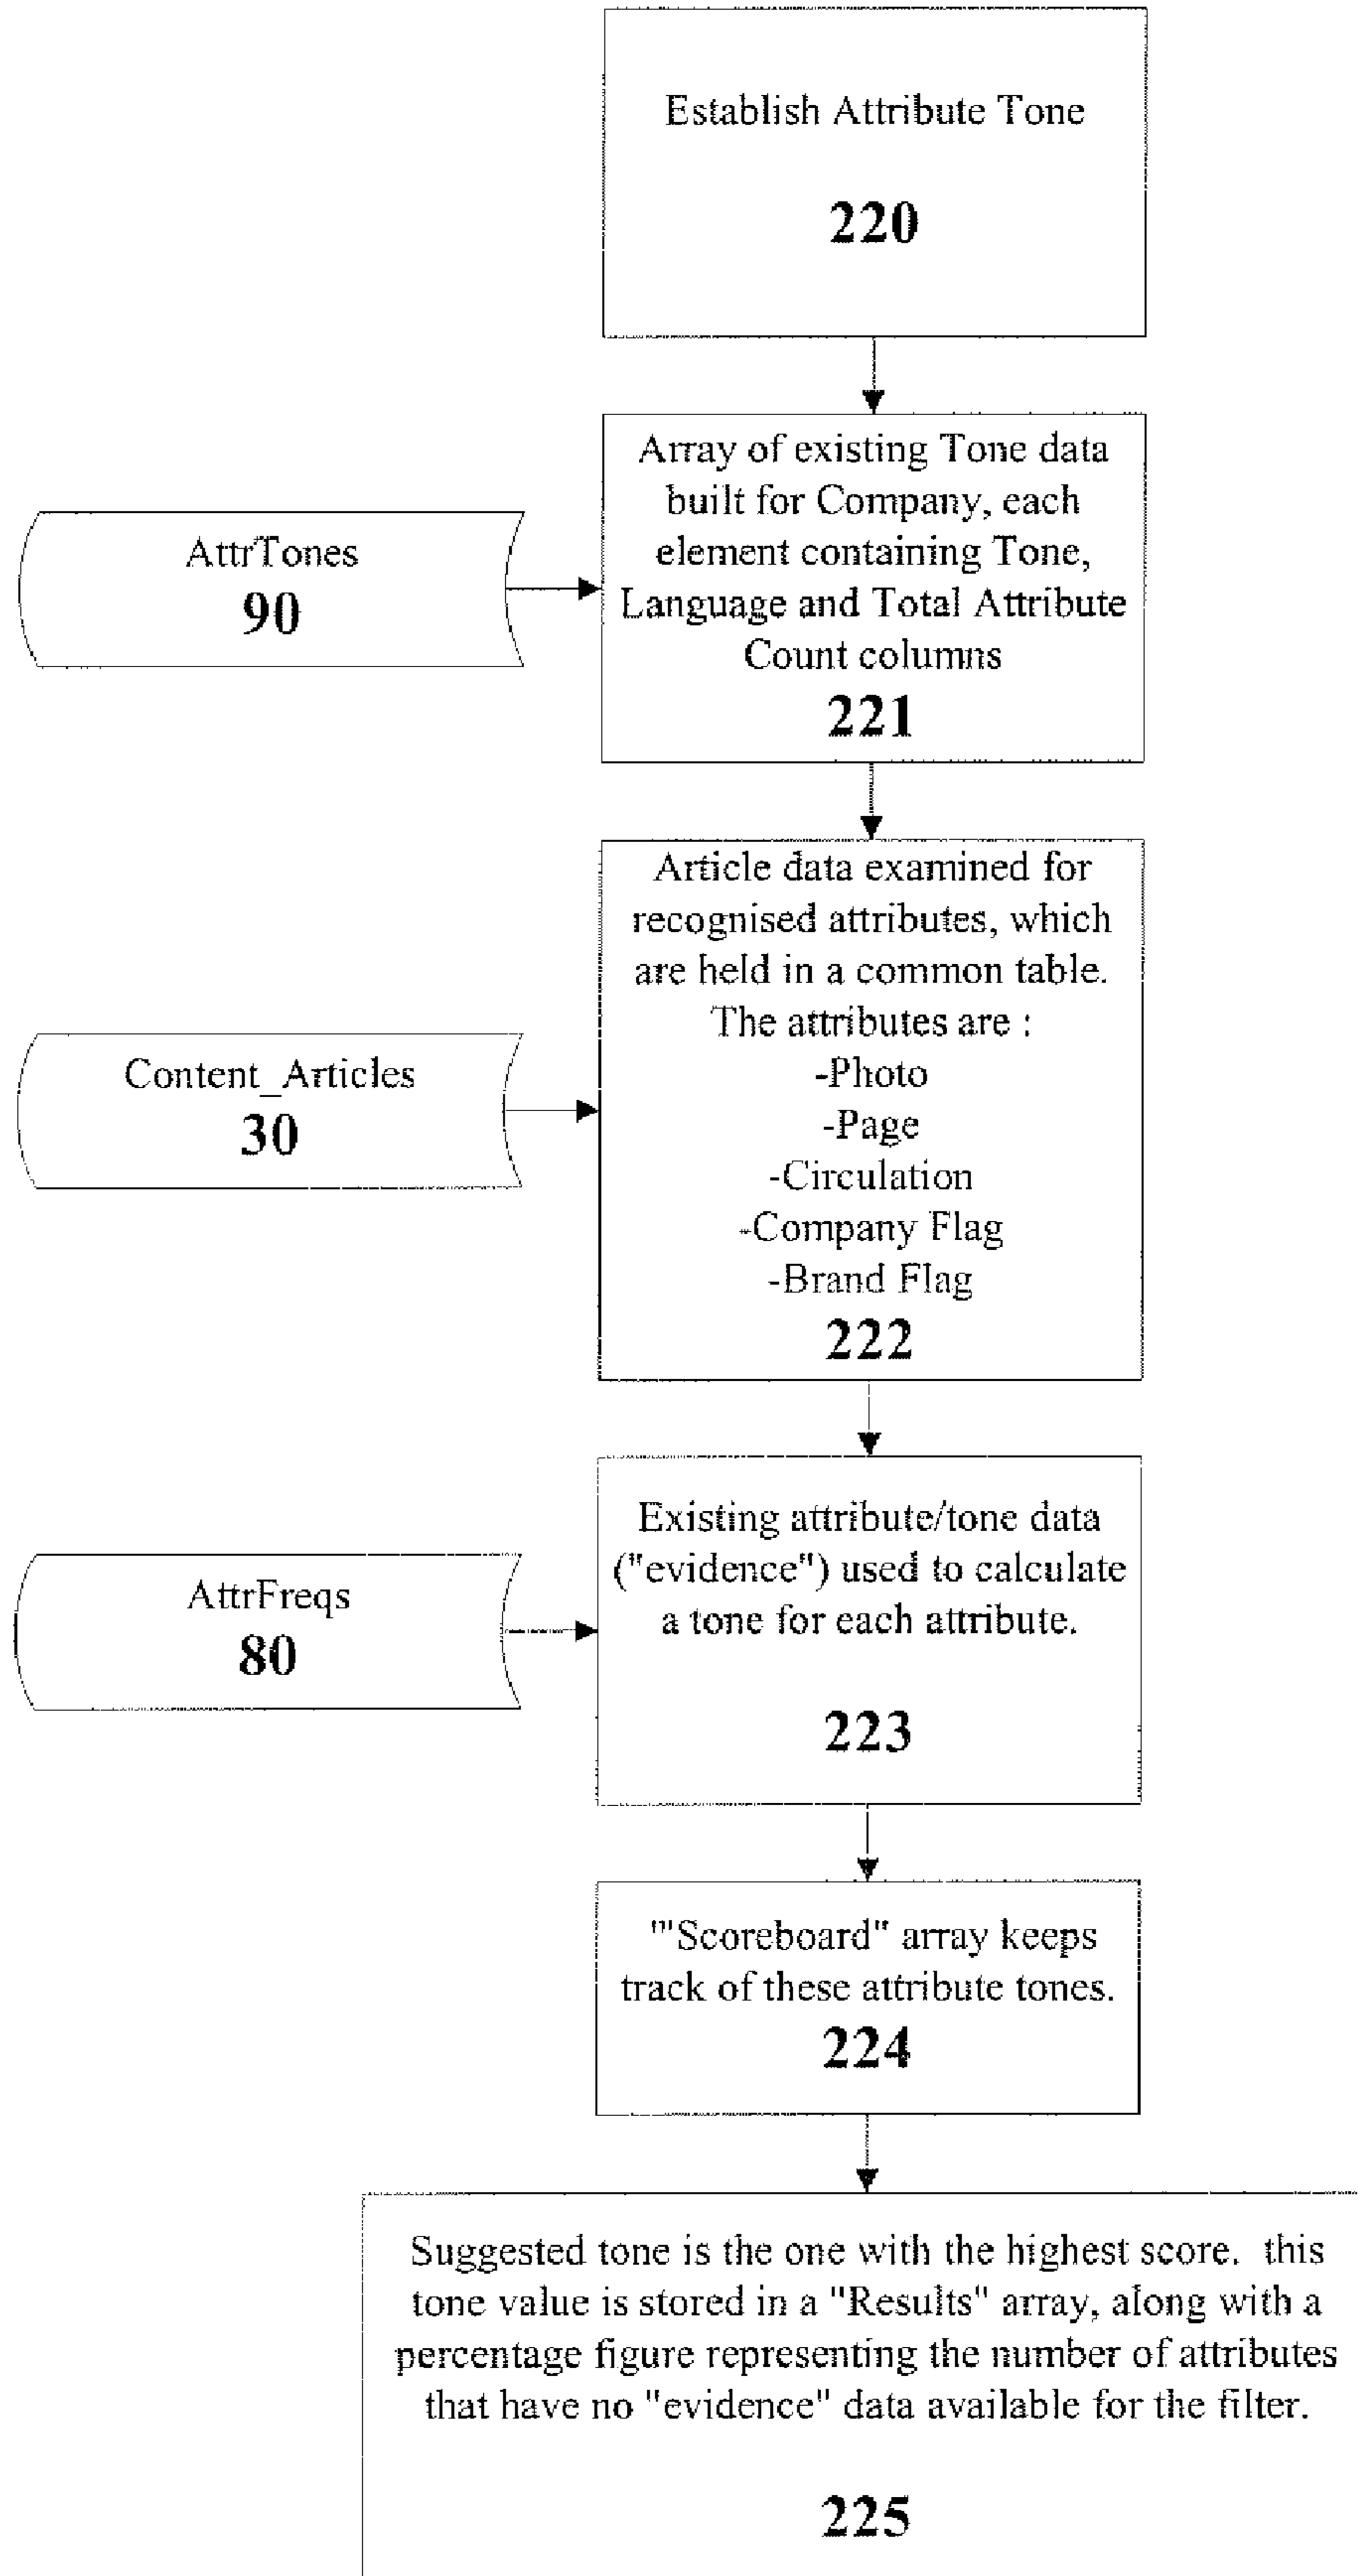 Establish Attribute Tone
220
Array of existing Tone data
built for Company, each
element containing Tone,
Language and Total Attribute
Count columns
221
AttrTones
90
Article data examined for
recognised attributes, which
are held in a common table.
The attributes are :
-Photo
-Page
-Circulation
-Company Flag
-Brand Flag
222
Content_Articles
30
Existing attribute/tone data
("evidence") used to calculate
a tone for each attribute.
223
AttrFreqs
80
"'Scoreboard" array keeps
track of these attribute tones.
224
Suggested tone is the one with the highest score. this
tone value is stored in a "Results" array, along with a
percentage figure representing the number of attributes
that have no "evidence" data available for the filter.
225